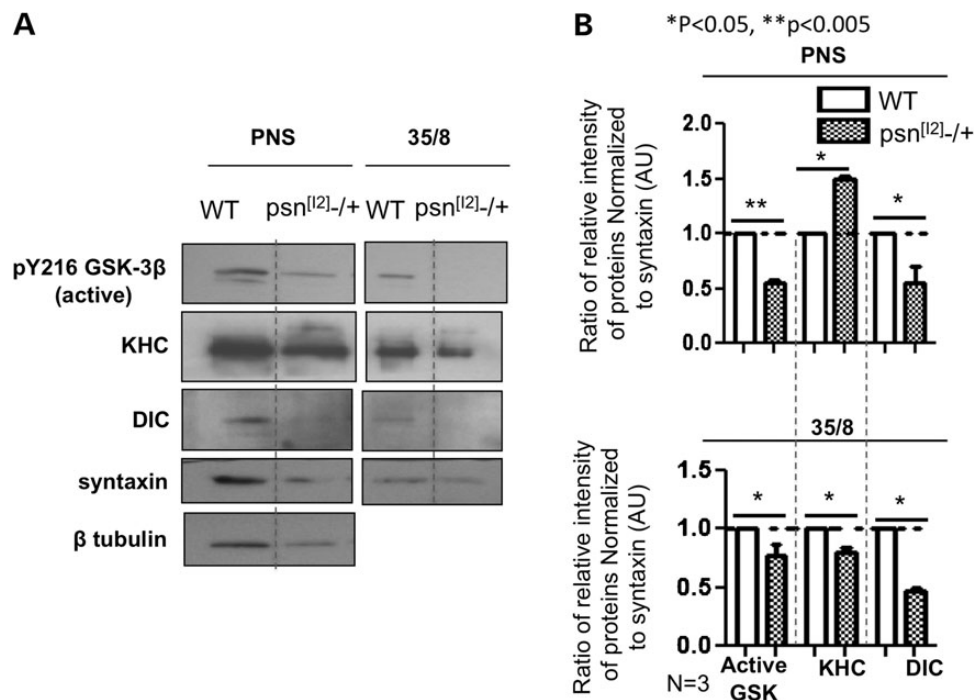 A
PNS
35/8
WT
psn[I2]-/+
WT
psn[I2]-/+
pY216 GSK-3β
(active)
KHC
DIC
syntaxin
β tubulin
B
*P<0.05, **p<0.005
PNS
WT
psn[I2]-/+
Ratio of relative intensity
of proteins Normalized
to syntaxin (AU)
2.0
1.5
1.0
0.5
0.0
**
*
*
35/8
Ratio of relative intensity
of proteins Normalized
to syntaxin (AU)
1.5
1.0
0.5
0.0
*
*
*
Active
GSK
KHC
DIC
N=3